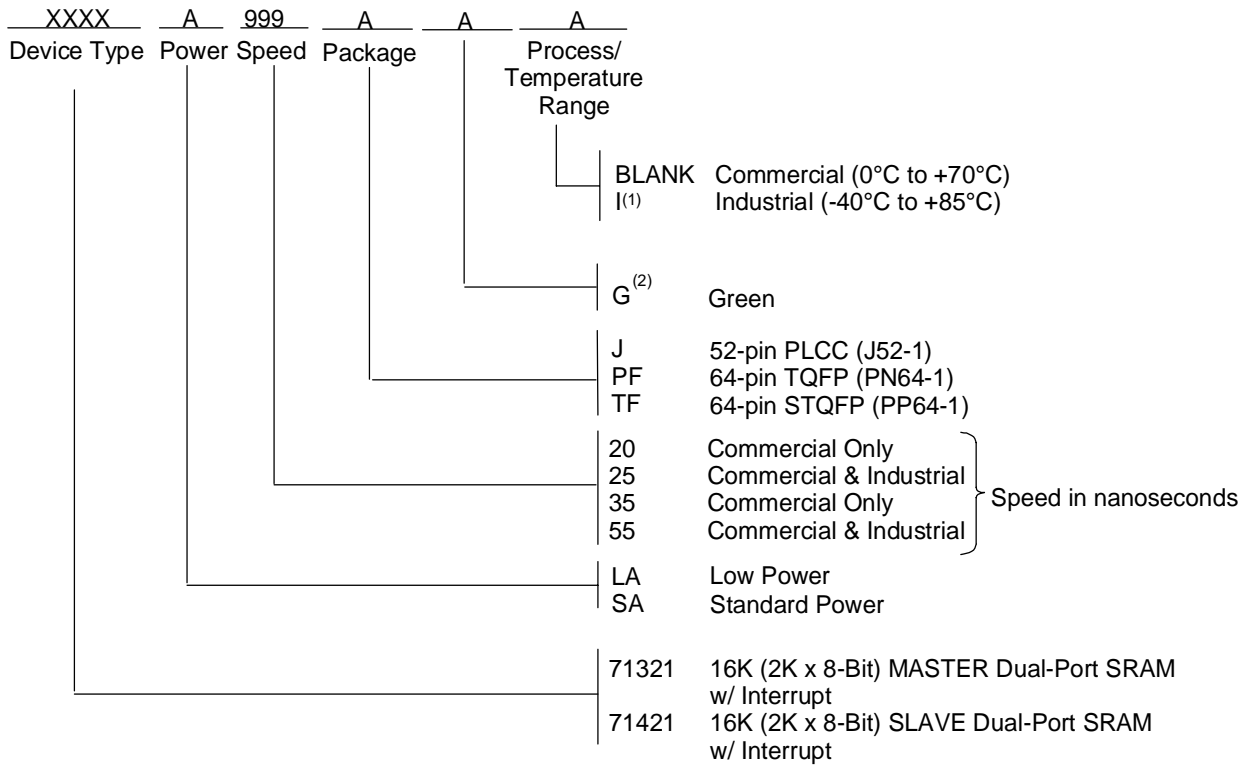 XXXX A 999 A A A
Device Type Power Speed Package Process/
Temperature
Range
BLANK Commercial (0°C to +70°C)
I(1) Industrial (-40°C to +85°C)
G(2) Green
J 52-pin PLCC (J52-1)
PF 64-pin TQFP (PN64-1)
TF 64-pin STQFP (PP64-1)
20 Commercial Only
25 Commercial & Industrial
35 Commercial Only
55 Commercial & Industrial
Speed in nanoseconds
LA Low Power
SA Standard Power
71321 16K (2K x 8-Bit) MASTER Dual-Port SRAM
w/ Interrupt
71421 16K (2K x 8-Bit) SLAVE Dual-Port SRAM
w/ Interrupt